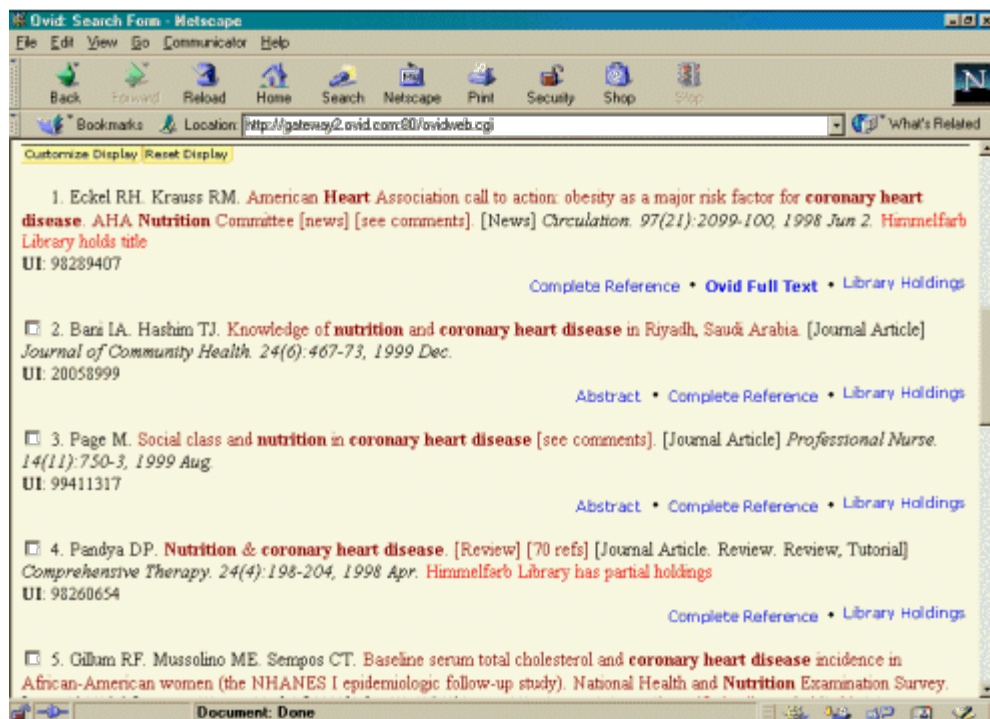 Ovid: Search Form - Netscape
File Edit View Go Communicator Help
Back Forward Reload Home Search Netscape Print Security Shop Stop
N
Bookmarks Location: http://gateway2.ovid.com:80/ovidweb.cgi What's Related
Customize Display Reset Display
1. Eckel RH. Krauss RM. American Heart Association call to action: obesity as a major risk factor for coronary heart
disease. AHA Nutrition Committee [news] [see comments]. [News] Circulation. 97(21):2099-100, 1998 Jun 2. Himmelfarb
Library holds title
UI: 98289407
Complete Reference • Ovid Full Text • Library Holdings
2. Bani IA. Hashim TJ. Knowledge of nutrition and coronary heart disease in Riyadh, Saudi Arabia. [Journal Article]
Journal of Community Health. 24(6):467-73, 1999 Dec.
UI: 20058999
Abstract • Complete Reference • Library Holdings
3. Page M. Social class and nutrition in coronary heart disease [see comments]. [Journal Article] Professional Nurse.
14(11):750-3, 1999 Aug.
UI: 99411317
Abstract • Complete Reference • Library Holdings
4. Pandya DP. Nutrition & coronary heart disease. [Review] [70 refs] [Journal Article. Review. Review, Tutorial]
Comprehensive Therapy. 24(4):198-204, 1998 Apr. Himmelfarb Library has partial holdings
UI: 98260654
Complete Reference • Library Holdings
5. Gillum RF. Mussolino ME. Sempos CT. Baseline serum total cholesterol and coronary heart disease incidence in
African-American women (the NHANES I epidemiologic follow-up study). National Health and Nutrition Examination Survey.
Document: Done